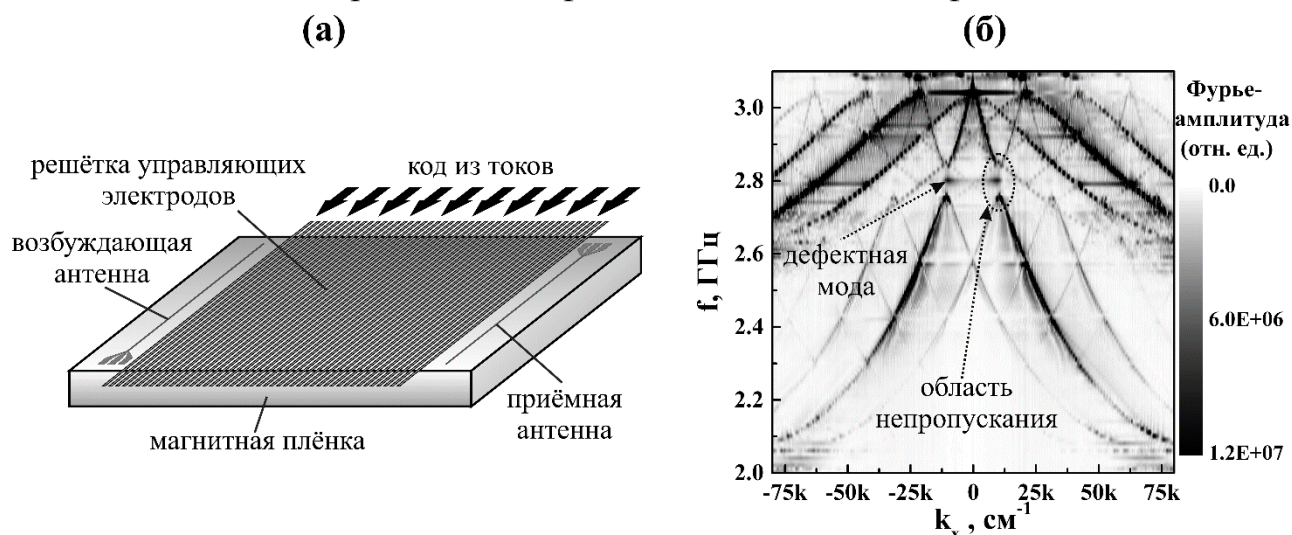 (а)
(б)
решётка управляющих
электродов
код из токов
возбуждающая
антенна
приёмная
антенна
магнитная плёнка
Фурье-
амплитуда
(отн. ед.)
0.0
6.0E+06
1.2E+07
f, ГГц
3.0
2.8
2.6
2.4
2.2
2.0
дефектная
мода
область
непропускания
-75k -50k -25k 0 25k 50k 75k
kₓ , см⁻¹